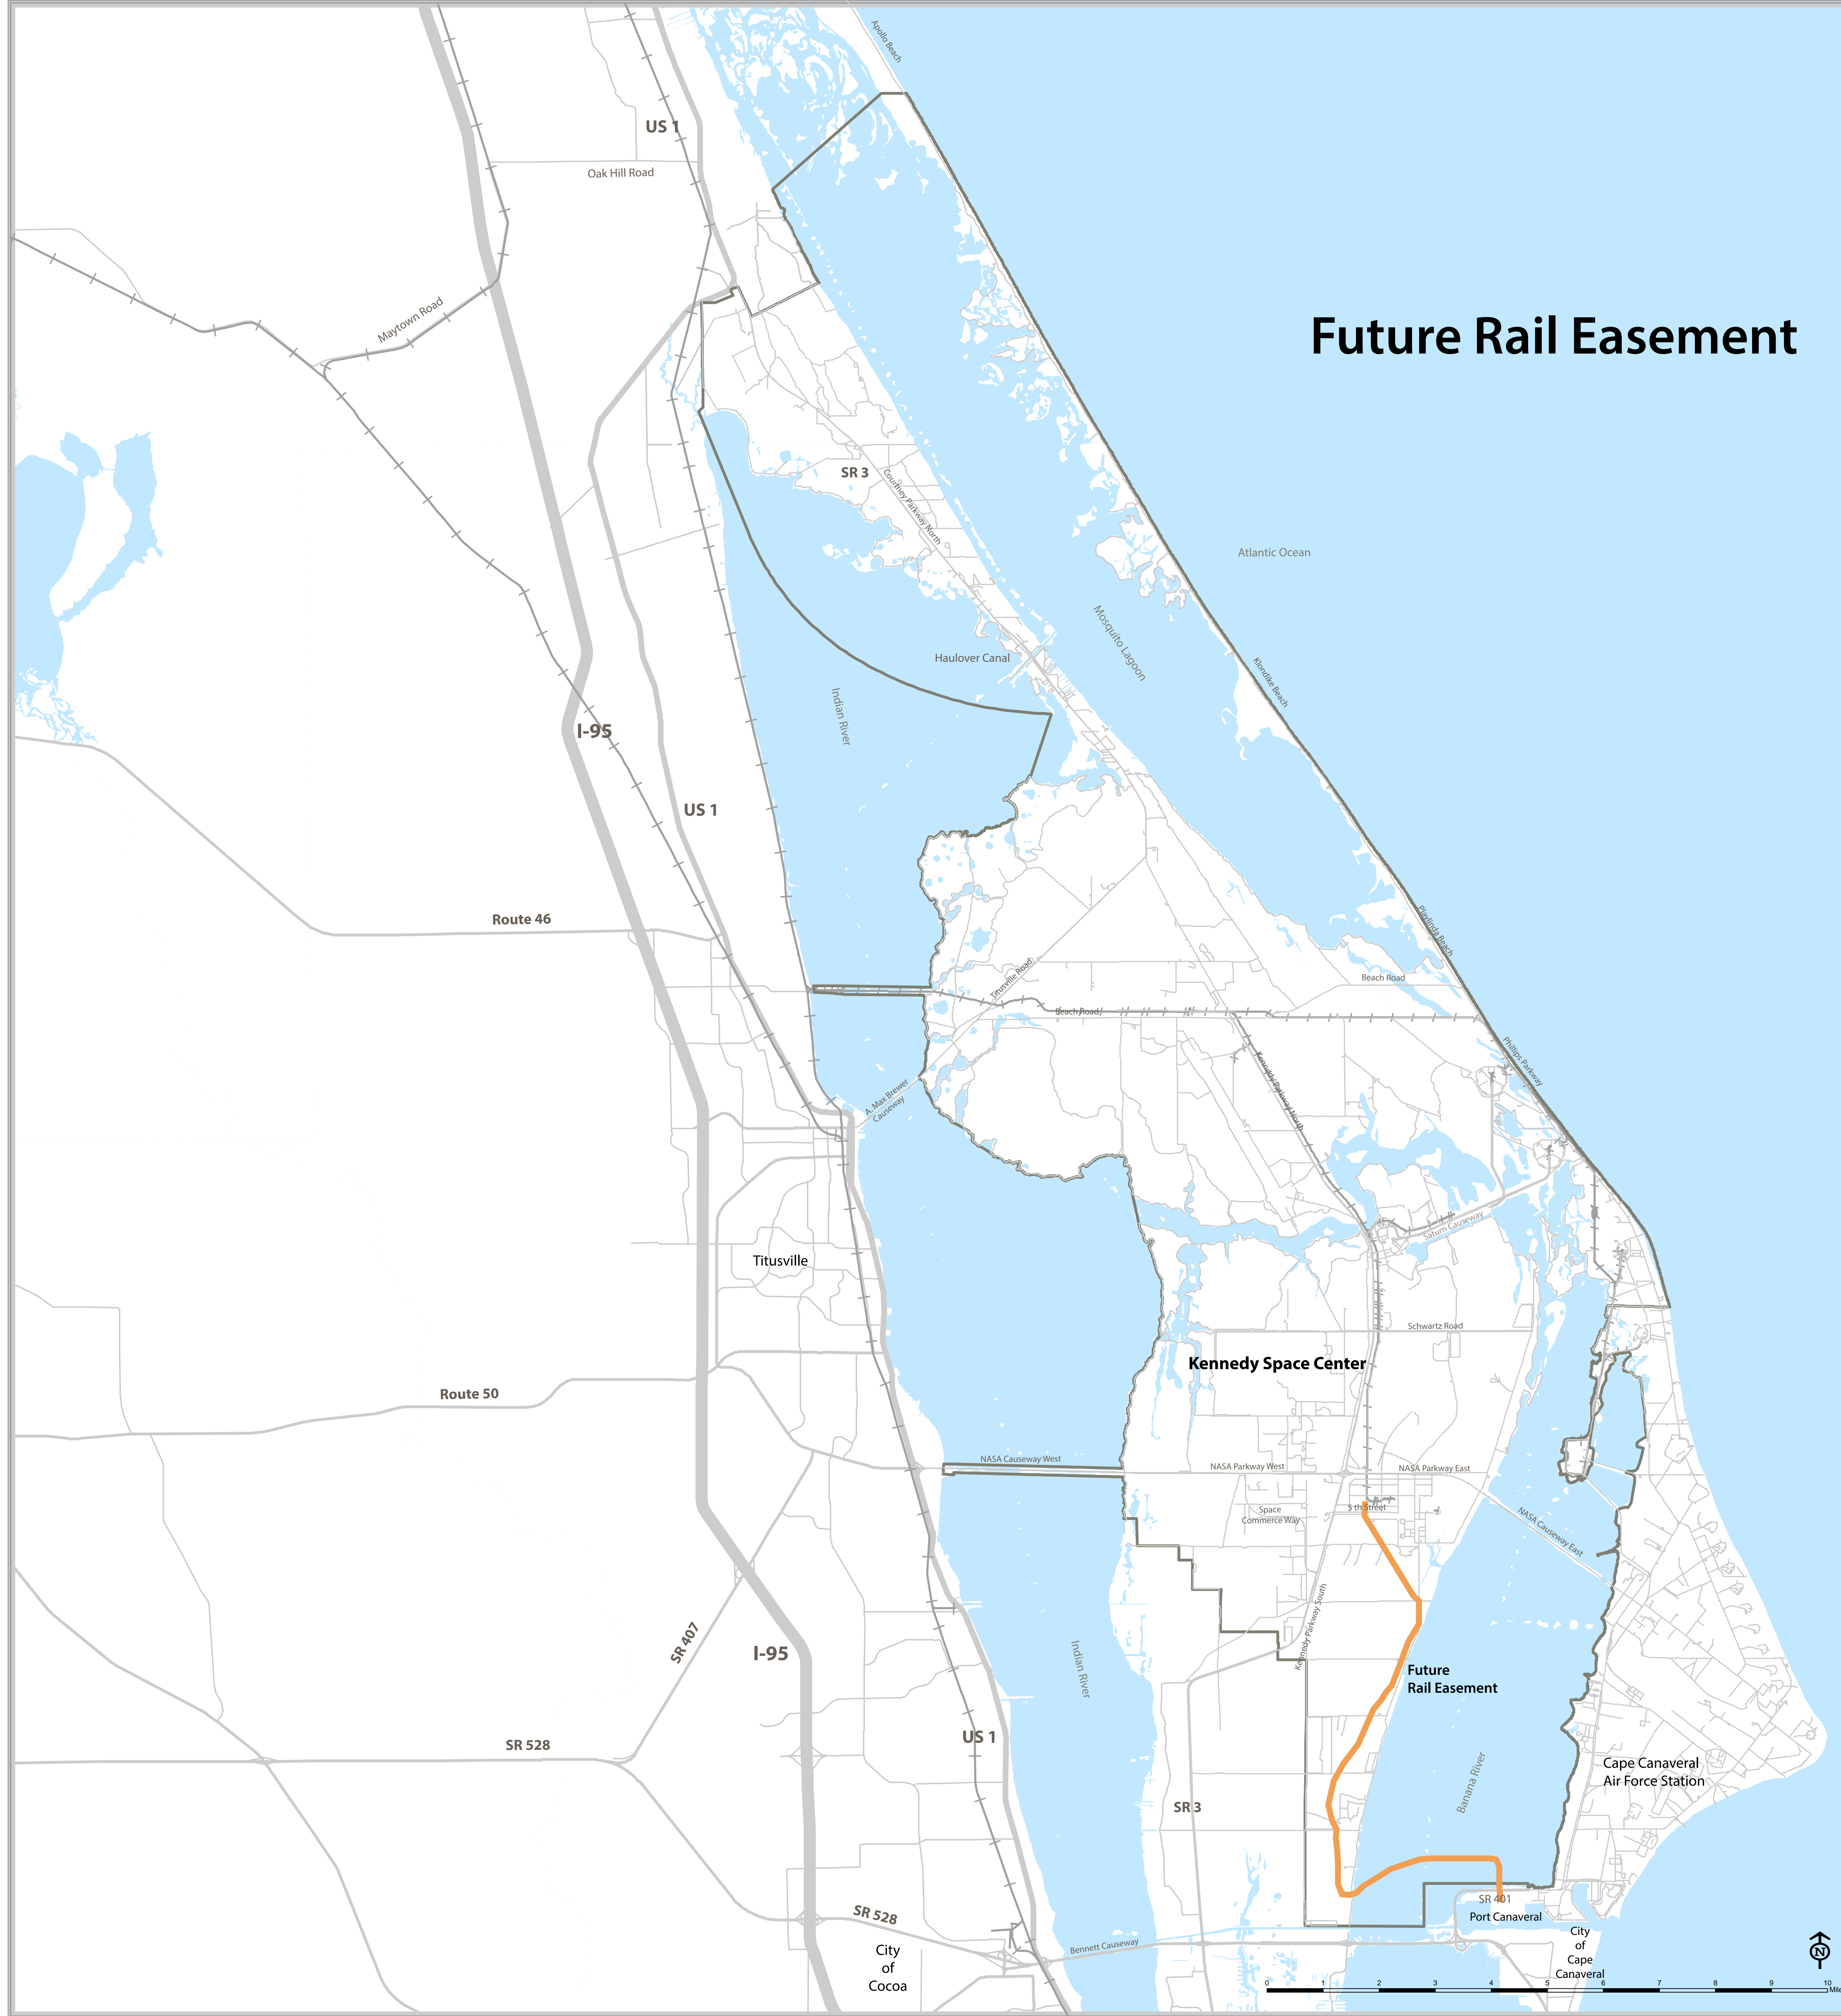 Apollo Beach
US 1
Oak Hill Road
Maytown Road
Future Rail Easement
SR 3
Courtney Parkway North
Atlantic Ocean
Mosquito Lagoon
Haulover Canal
Klondike Beach
Indian River
I-95
US 1
Route 46
Playlinda Beach
Titusville Road
Beach Road
Beach Road
Phillips Parkway
Kennedy Parkway North
A. Max Brewer
Causeway
Saturn Causeway
Titusville
Schwartz Road
Kennedy Space Center
Route 50
NASA Causeway West
NASA Parkway West
NASA Parkway East
5 th Street
Space
Commerce Way
NASA Causeway East
Kennedy Parkway South
SR 407
I-95
Indian River
Future
Rail Easement
US 1
SR 528
Cape Canaveral
Air Force Station
Banana River
SR 3
SR 401
Port Canaveral
SR 528
City
of
Cocoa
Bennett Causeway
City
of
Cape
Canaveral
N
0 1 2 3 4 5 6 7 8 9 10